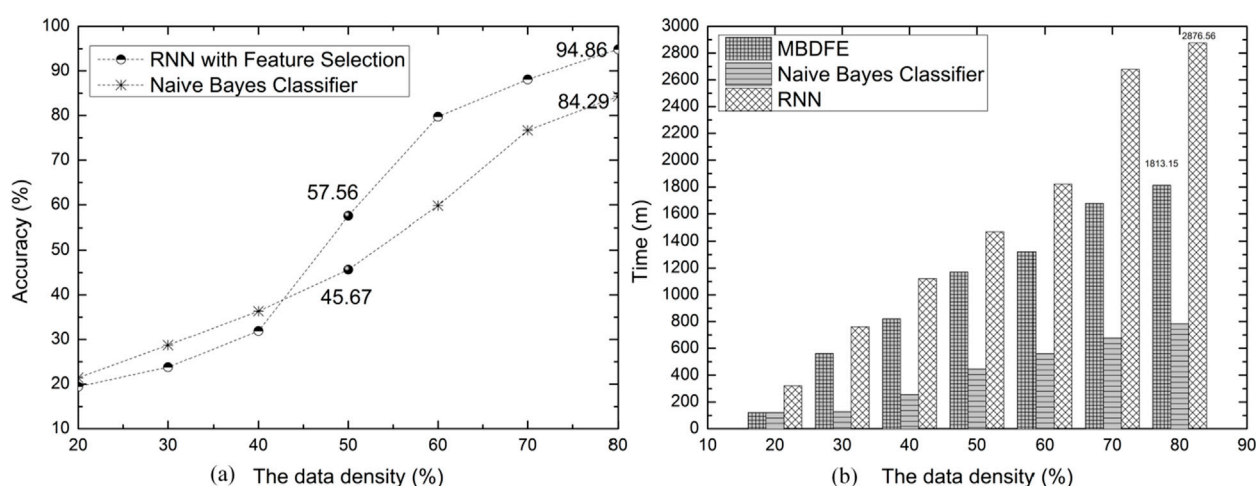 100
90
80
70
60
50
40
30
20
10
Accuracy (%)
RNN with Feature Selection
Naive Bayes Classifier
94.86
84.29
57.56
45.67
20 30 40 50 60 70 80
(a) The data density (%)
3000
2800
2600
2400
2200
2000
1800
1600
1400
1200
1000
800
600
400
200
0
Time (m)
MBDFE
Naive Bayes Classifier
RNN
2876.56
1813.15
10 20 30 40 50 60 70 80 90
(b) The data density (%)